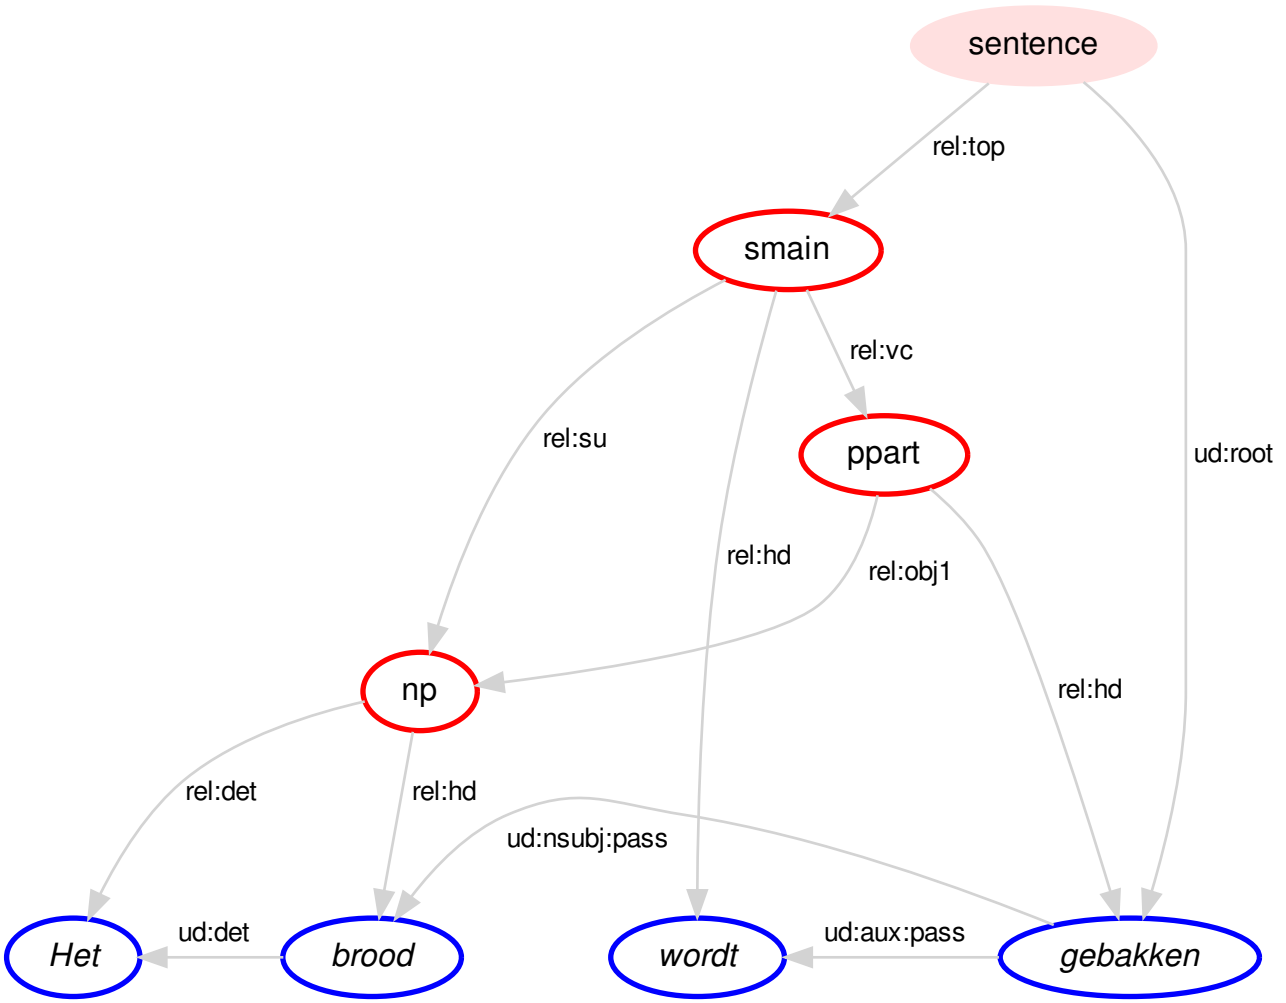 sentence
rel:top
smain
rel:vc
rel:su
ppart
ud:root
rel:hd
rel:obj1
np
rel:hd
rel:det
rel:hd
ud:nsubj:pass
Het
ud:det
brood
wordt
ud:aux:pass
gebakken